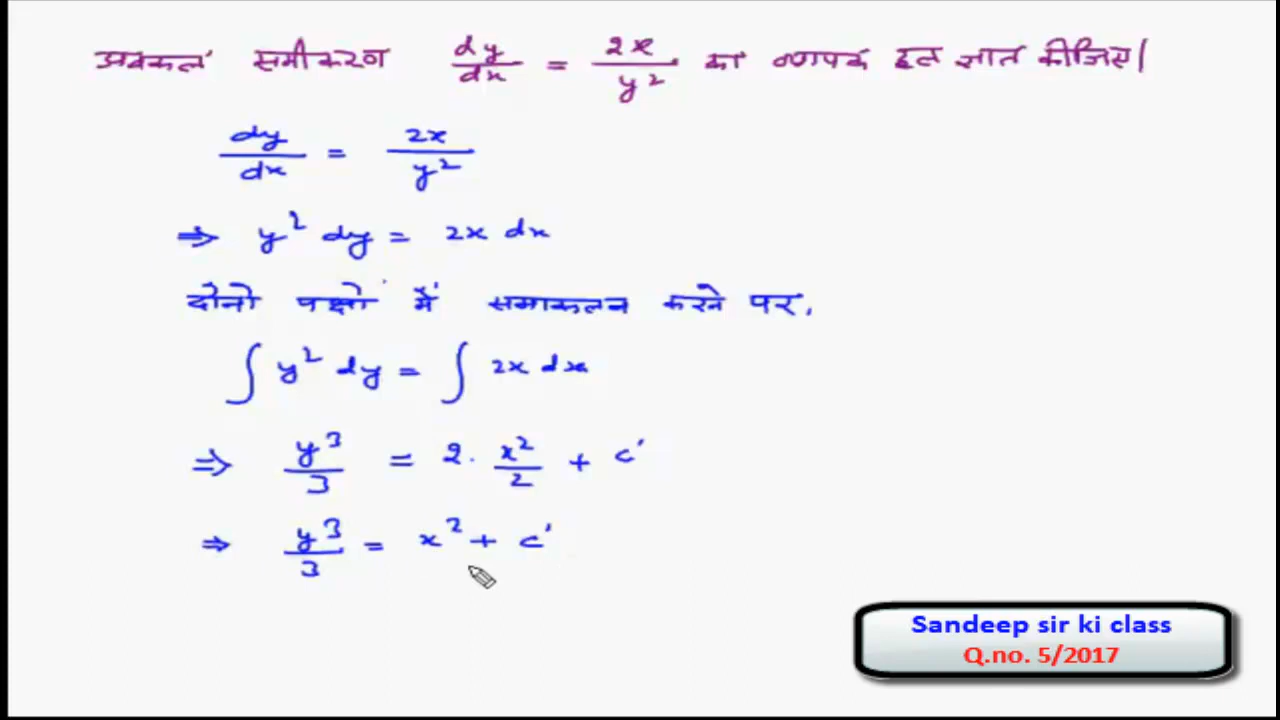 अवकल समीकरण dy/dx = 2x/y² का व्यापक हल ज्ञात कीजिए|
dy/dx = 2x/y²
⇒ y² dy = 2x dx
दोनो पक्षो में समाकलन करने पर,
∫ y² dy = ∫ 2x dx
⇒ y³/3 = 2. x²/2 + c'
⇒ y³/3 = x² + c'
Sandeep sir ki class
Q.no. 5/2017